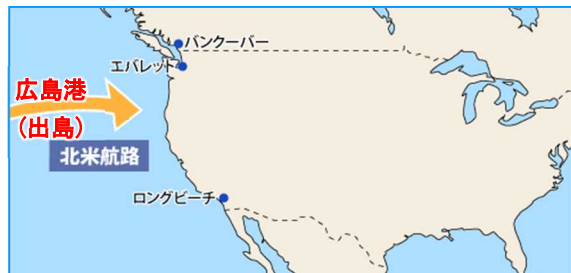 バンクーバー
エバレット
広島港
(出島)
北米航路
ロングビーチ